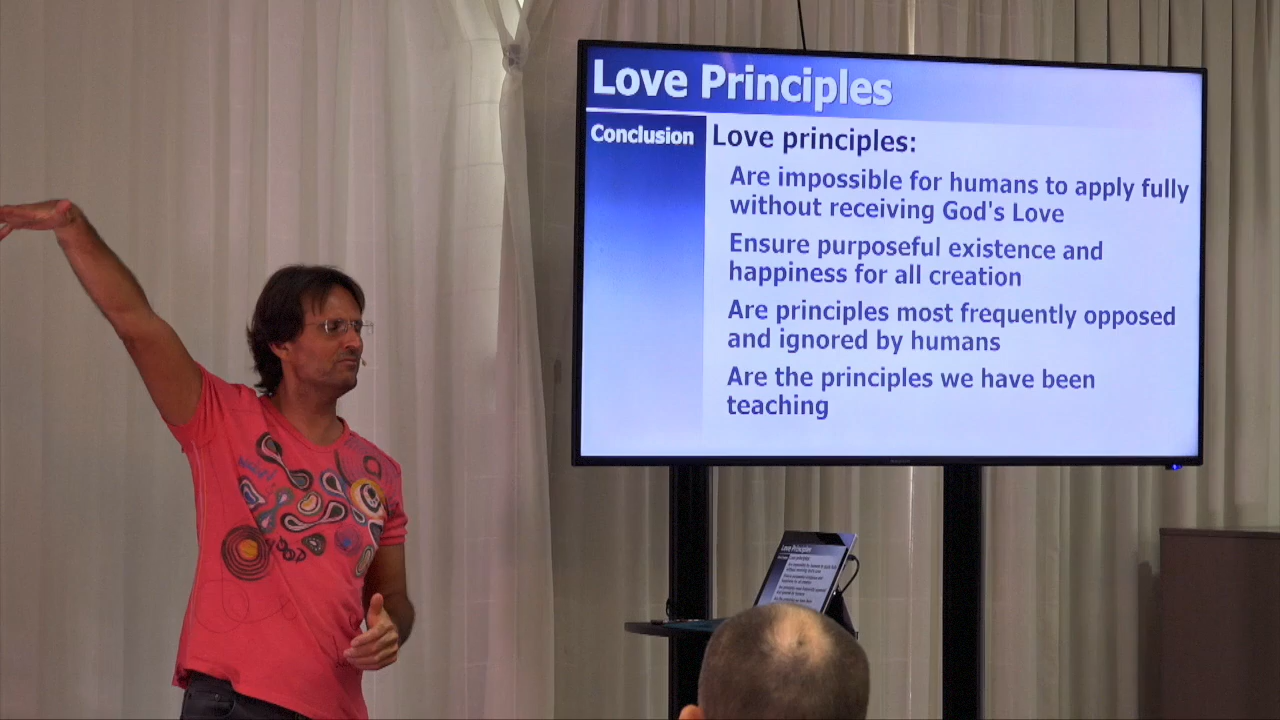 Love Principles
Conclusion
Love principles:
Are impossible for humans to apply fully
without receiving God's Love
Ensure purposeful existence and
happiness for all creation
Are principles most frequently opposed
and ignored by humans
Are the principles we have been
teaching
Love Principles